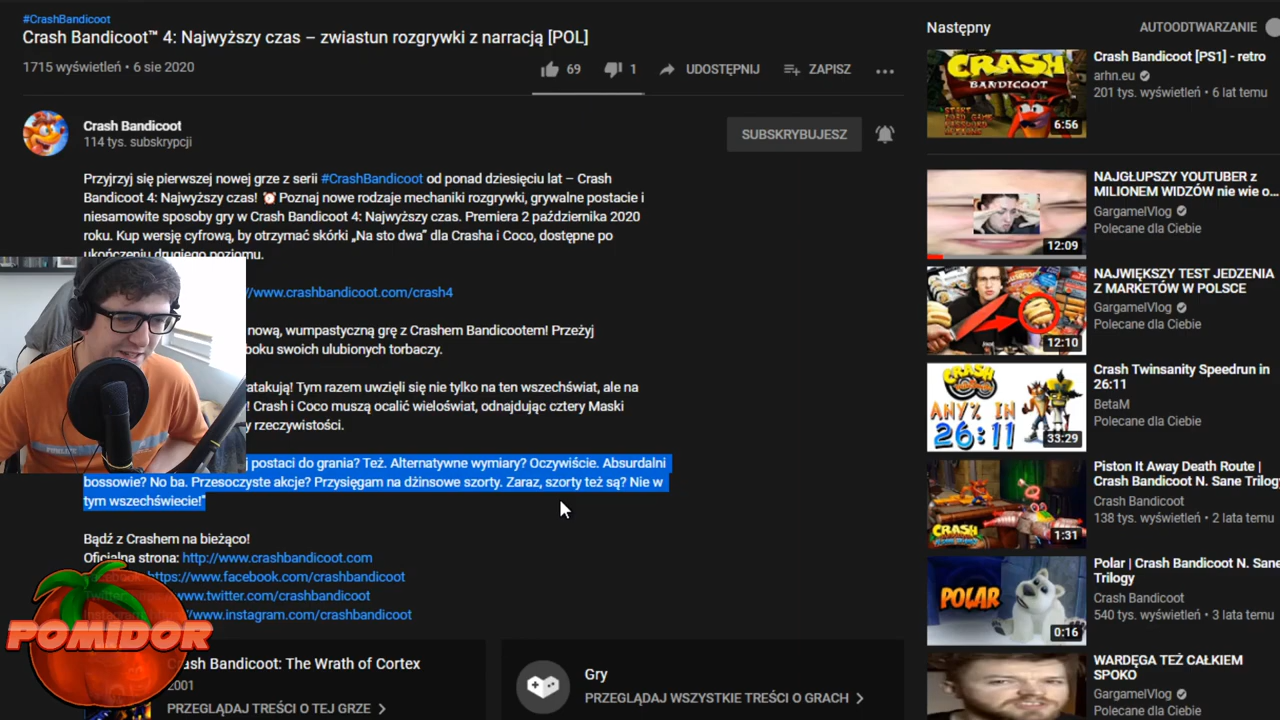 #CrashBandicoot
Crash Bandicoot™ 4: Najwyższy czas – zwiastun rozgrywki z narracją [POL]
1715 wyświetleń • 6 sie 2020
69
1
UDOSTĘPNIJ
ZAPISZ
Crash Bandicoot
114 tys. subskrypcji
SUBSKRYBUJESZ
Przyjrzyj się pierwszej nowej grze z serii #CrashBandicoot od ponad dziesięciu lat – Crash
Bandicoot 4: Najwyższy czas! ⏰ Poznaj nowe rodzaje mechaniki rozgrywki, grywalne postacie i
niesamowite sposoby gry w Crash Bandicoot 4: Najwyższy czas. Premiera 2 października 2020
roku. Kup wersję cyfrową, by otrzymać skórki „Na sto dwa” dla Crasha i Coco, dostępne po
ukończeniu drugiego poziomu.
//www.crashbandicoot.com/crash4
nową, wumpastyczną grę z Crashem Bandicootem! Przeżyj
boku swoich ulubionych torbaczy.
atakują! Tym razem uwzięli się nie tylko na ten wszechświat, ale na
! Crash i Coco muszą ocalić wieloświat, odnajdując cztery Maski
y rzeczywistości.
j postaci do grania? Też. Alternatywne wymiary? Oczywiście. Absurdalni
bossowie? No ba. Przesoczyste akcje? Przysięgam na dżinsowe szorty. Zaraz, szorty też są? Nie w
tym wszechświecie!"
Bądź z Crashem na bieżąco!
Oficjalna strona: http://www.crashbandicoot.com
https://www.facebook.com/crashbandicoot
www.twitter.com/crashbandicoot
/www.instagram.com/crashbandicoot
POMIDOR
Crash Bandicoot: The Wrath of Cortex
2001
PRZEGLĄDAJ TREŚCI O TEJ GRZE
Gry
PRZEGLĄDAJ WSZYSTKIE TREŚCI O GRACH
Następny
AUTOODTWARZANIE
CRASH
BANDICOOT
6:56
Crash Bandicoot [PS1] - retro
arhn.eu
201 tys. wyświetleń • 6 lat temu
12:09
NAJGŁUPSZY YOUTUBER z
MILIONEM WIDZÓW nie wie o...
GargamelVlog
Polecane dla Ciebie
12:10
NAJWIĘKSZY TEST JEDZENIA
Z MARKETÓW W POLSCE
GargamelVlog
Polecane dla Ciebie
CRASH
ANY% IN
26:11
33:29
Crash Twinsanity Speedrun in
26:11
BetaM
Polecane dla Ciebie
CRASH
1:31
Piston It Away Death Route |
Crash Bandicoot N. Sane Trilogy
Crash Bandicoot
138 tys. wyświetleń • 2 lata temu
POLAR
0:16
Polar | Crash Bandicoot N. Sane
Trilogy
Crash Bandicoot
540 tys. wyświetleń • 3 lata temu
WARDĘGA TEŻ CAŁKIEM
SPOKO
GargamelVlog
Polecane dla Ciebie